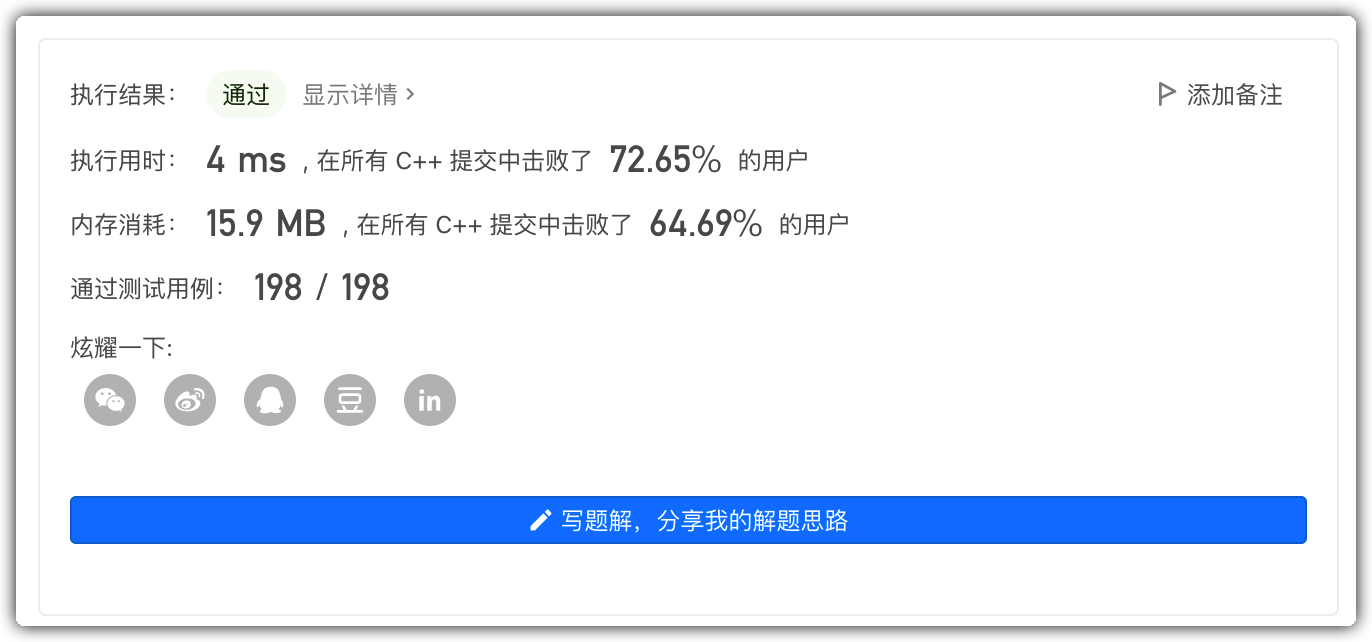 执行结果： 通过 显示详情 › 添加备注
执行用时： 4 ms , 在所有 C++ 提交中击败了 72.65% 的用户
内存消耗： 15.9 MB , 在所有 C++ 提交中击败了 64.69% 的用户
通过测试用例： 198 / 198
炫耀一下:
豆 in
写题解，分享我的解题思路